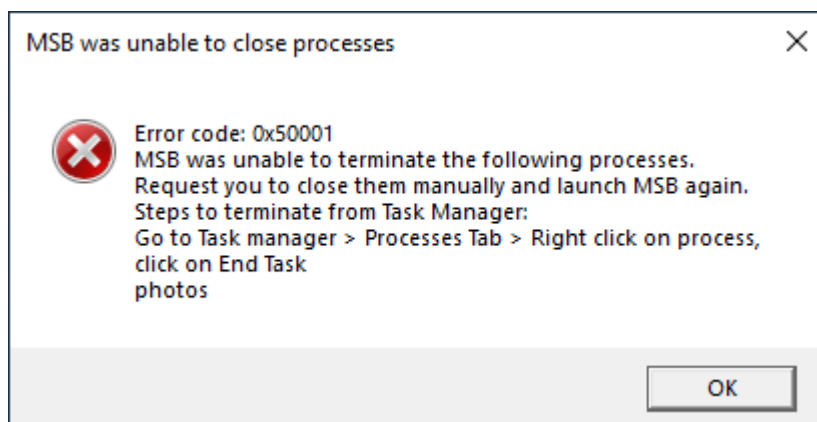 MSB was unable to close processes
Error code: 0x50001
MSB was unable to terminate the following processes.
Request you to close them manually and launch MSB again.
Steps to terminate from Task Manager:
Go to Task manager > Processes Tab > Right click on process,
click on End Task
photos
OK